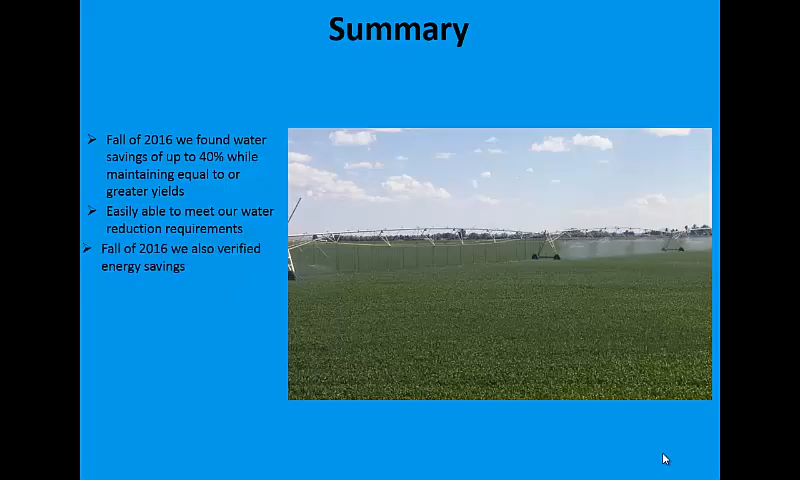 Summary
Fall of 2016 we found water
savings of up to 40% while
maintaining equal to or
greater yields
Easily able to meet our water
reduction requirements
Fall of 2016 we also verified
energy savings